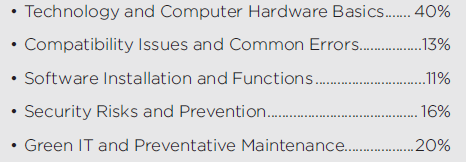 • Technology and Computer Hardware Basics....... 40%
• Compatibility Issues and Common Errors..................13%
• Software Installation and Functions...............................11%
• Security Risks and Prevention......................................... 16%
• Green IT and Preventative Maintenance....................20%